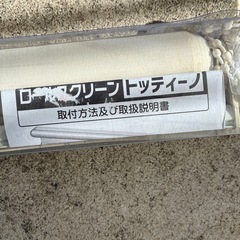 ロールスクリーン トッティーノ
取付方法及び取扱説明書